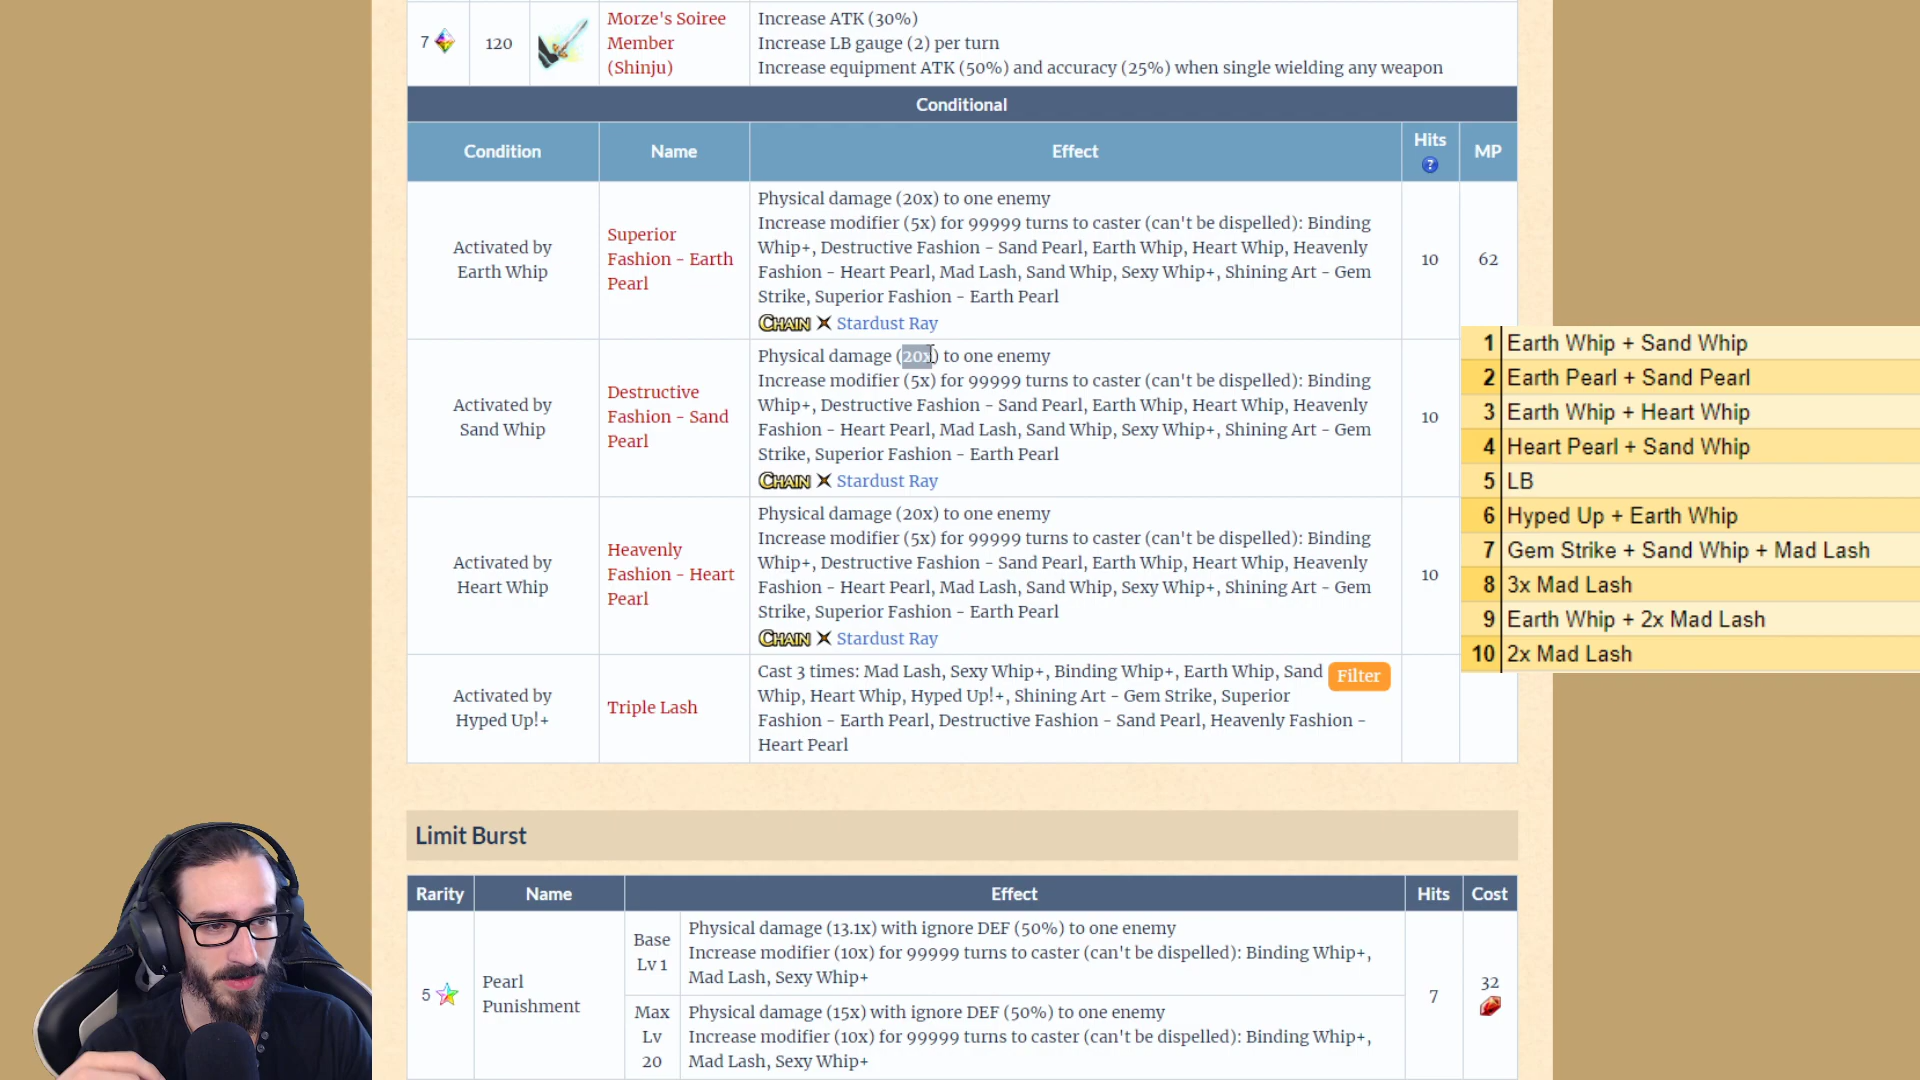 7
120
Morze's Soiree
Member
(Shinju)
Increase ATK (30%)
Increase LB gauge (2) per turn
Increase equipment ATK (50%) and accuracy (25%) when single wielding any weapon
Conditional
Condition
Name
Effect
Hits
?
MP
Activated by
Earth Whip
Superior
Fashion - Earth
Pearl
Physical damage (20x) to one enemy
Increase modifier (5x) for 99999 turns to caster (can't be dispelled): Binding
Whip+, Destructive Fashion - Sand Pearl, Earth Whip, Heart Whip, Heavenly
Fashion - Heart Pearl, Mad Lash, Sand Whip, Sexy Whip+, Shining Art - Gem
Strike, Superior Fashion - Earth Pearl
CHAIN Stardust Ray
10
62
Activated by
Sand Whip
Destructive
Fashion - Sand
Pearl
Physical damage (20x) to one enemy
Increase modifier (5x) for 99999 turns to caster (can't be dispelled): Binding
Whip+, Destructive Fashion - Sand Pearl, Earth Whip, Heart Whip, Heavenly
Fashion - Heart Pearl, Mad Lash, Sand Whip, Sexy Whip+, Shining Art - Gem
Strike, Superior Fashion - Earth Pearl
CHAIN Stardust Ray
10
Activated by
Heart Whip
Heavenly
Fashion - Heart
Pearl
Physical damage (20x) to one enemy
Increase modifier (5x) for 99999 turns to caster (can't be dispelled): Binding
Whip+, Destructive Fashion - Sand Pearl, Earth Whip, Heart Whip, Heavenly
Fashion - Heart Pearl, Mad Lash, Sand Whip, Sexy Whip+, Shining Art - Gem
Strike, Superior Fashion - Earth Pearl
CHAIN Stardust Ray
10
Activated by
Hyped Up!+
Triple Lash
Cast 3 times: Mad Lash, Sexy Whip+, Binding Whip+, Earth Whip, Sand
Whip, Heart Whip, Hyped Up!+, Shining Art - Gem Strike, Superior
Fashion - Earth Pearl, Destructive Fashion - Sand Pearl, Heavenly Fashion -
Heart Pearl
Filter
1 Earth Whip + Sand Whip
2 Earth Pearl + Sand Pearl
3 Earth Whip + Heart Whip
4 Heart Pearl + Sand Whip
5 LB
6 Hyped Up + Earth Whip
7 Gem Strike + Sand Whip + Mad Lash
8 3x Mad Lash
9 Earth Whip + 2x Mad Lash
10 2x Mad Lash
Limit Burst
Rarity
Name
Effect
Hits
Cost
5
Pearl
Punishment
Base
Lv 1
Physical damage (13.1x) with ignore DEF (50%) to one enemy
Increase modifier (10x) for 99999 turns to caster (can't be dispelled): Binding Whip+,
Mad Lash, Sexy Whip+
Max
Lv
20
Physical damage (15x) with ignore DEF (50%) to one enemy
Increase modifier (10x) for 99999 turns to caster (can't be dispelled): Binding Whip+,
Mad Lash, Sexy Whip+
7
32